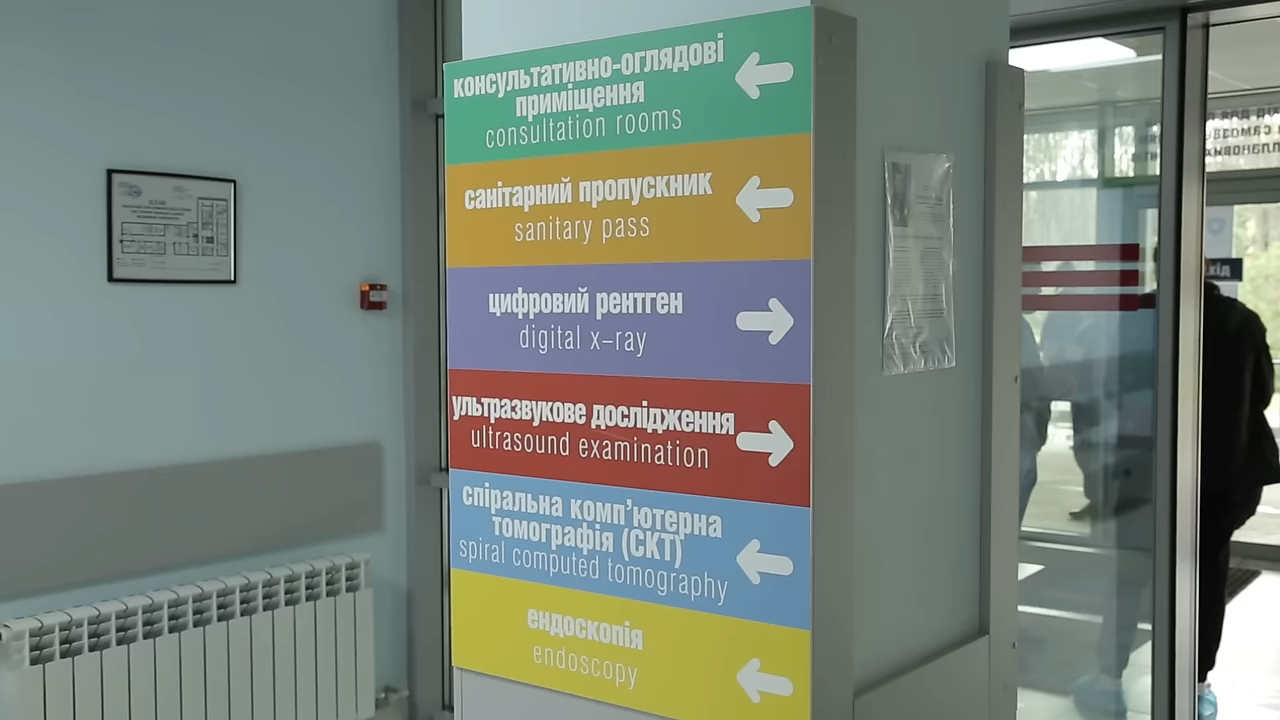 консультативно-оглядові
приміщення
consultation rooms
санітарний пропускник
sanitary pass
цифровий рентген
digital x-ray
ультразвукове дослідження
ultrasound examination
спіральна комп'ютерна
томографія (СКТ)
spiral computed tomography
ендоскопія
endoscopy